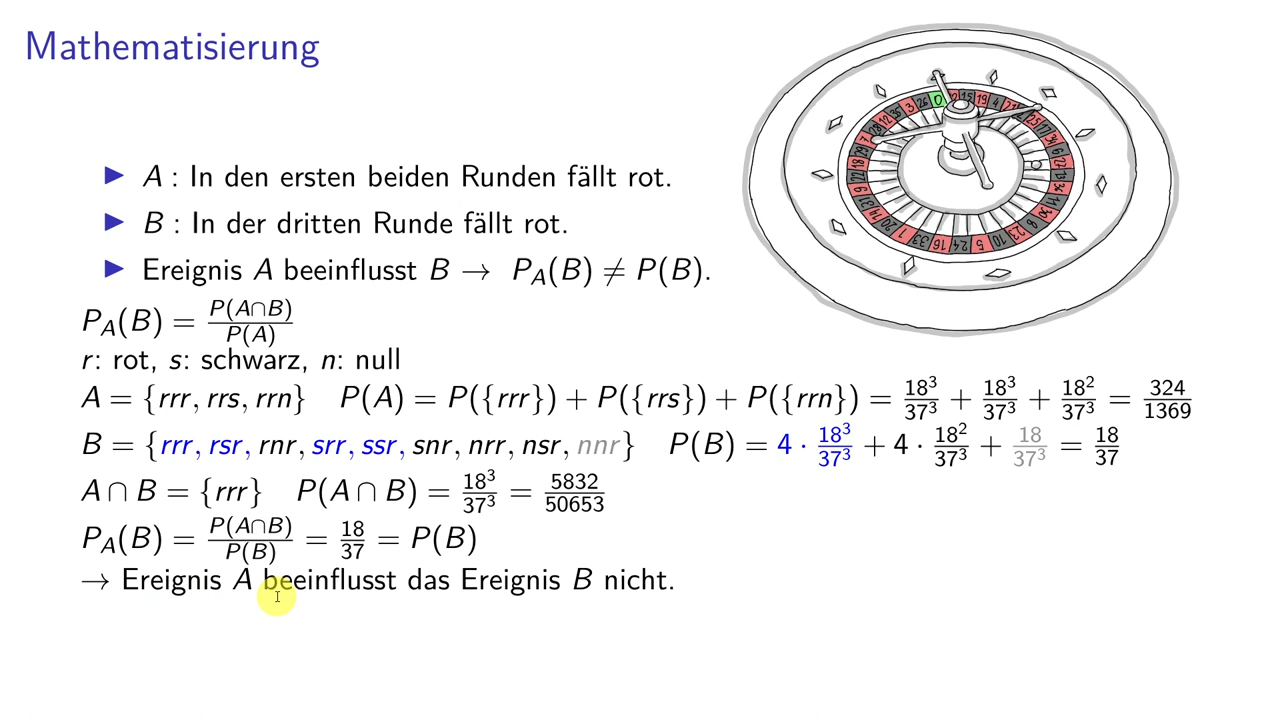 Mathematisierung
▶ A : In den ersten beiden Runden fällt rot.
▶ B : In der dritten Runde fällt rot.
▶ Ereignis A beeinflusst B → P_A(B) ≠ P(B).
P_A(B) = P(A∩B)/P(A)
r: rot, s: schwarz, n: null
A = {rrr, rrs, rrn} P(A) = P({rrr}) + P({rrs}) + P({rrn}) = 18³/37³ + 18³/37³ + 18²/37³ = 324/1369
B = {rrr, rsr, rnr, srr, ssr, snr, nrr, nsr, nnr} P(B) = 4 · 18³/37³ + 4 · 18²/37³ + 18/37³ = 18/37
A ∩ B = {rrr} P(A ∩ B) = 18³/37³ = 5832/50653
P_A(B) = P(A∩B)/P(B) = 18/37 = P(B)
→ Ereignis A beeinflusst das Ereignis B nicht.